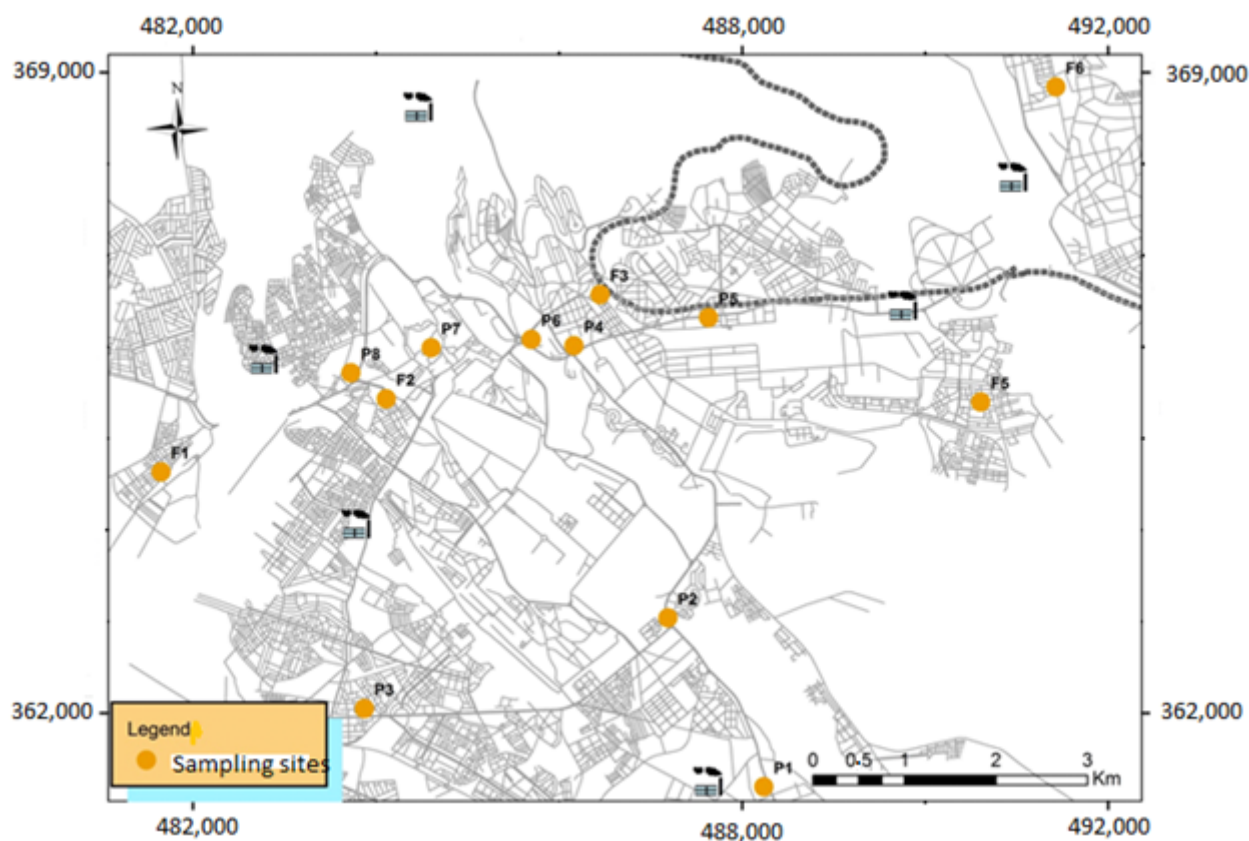 482,000
488,000
492,000
369,000
369,000
N
F6
F3
P5
P6
P4
P7
P8
F2
F5
F1
P2
P3
362,000
362,000
Legend
Sampling sites
P1
0 0.5 1 2 3
Km
482,000
488,000
492,000